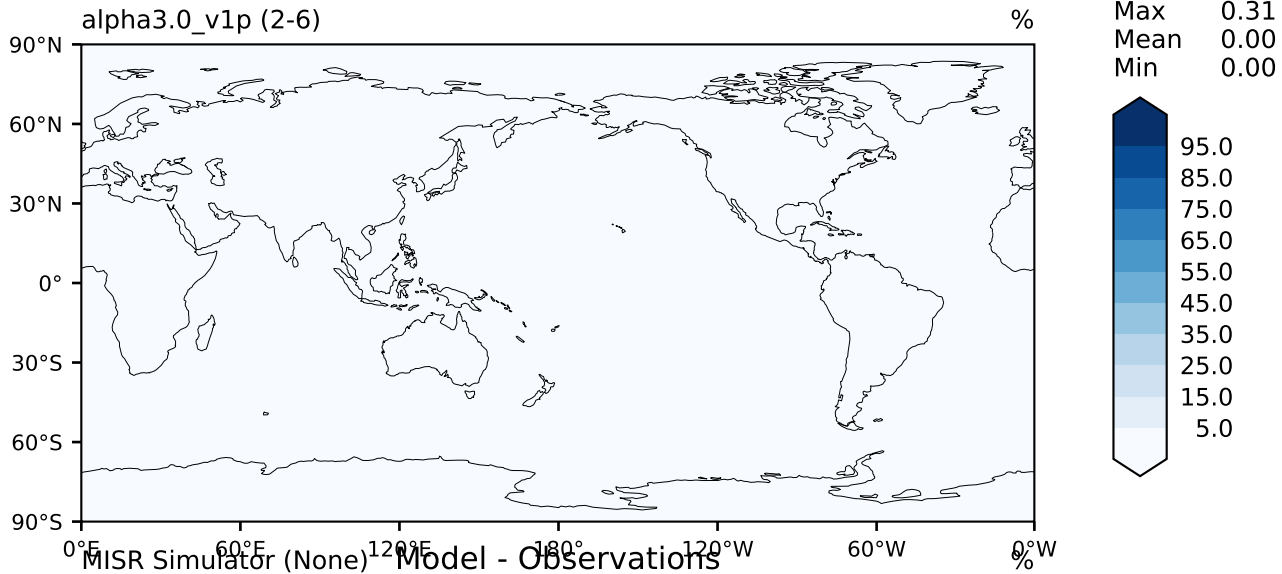 alpha3.0_v1p (2-6) %
Max 0.31
Mean 0.00
Min 0.00
90°N
60°N
30°N
0°
30°S
60°S
90°S
95.0
85.0
75.0
65.0
55.0
45.0
35.0
25.0
15.0
5.0
0°E 60°E 120°E 180° 120°W 60°W 0°W
MISR Simulator (None) Model - Observations %